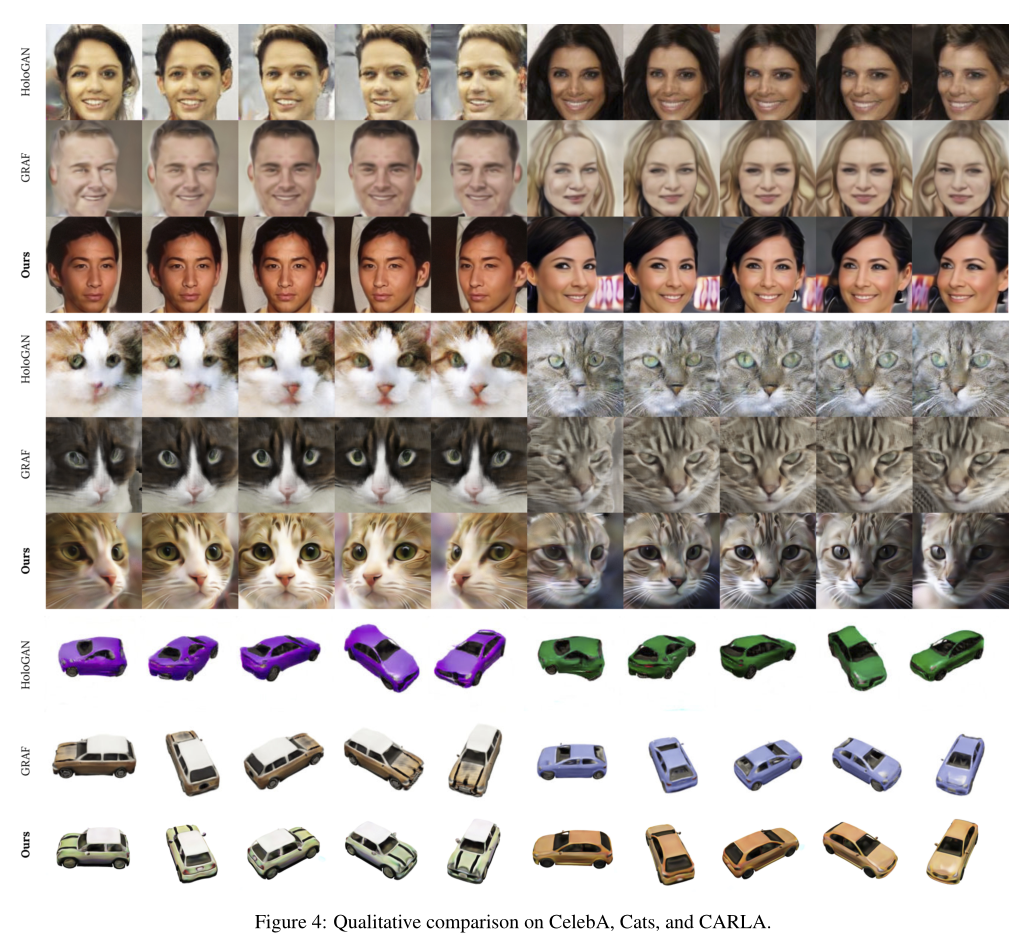 HoloGAN
GRAF
Ours
HoloGAN
GRAF
Ours
HoloGAN
GRAF
Ours
Figure 4: Qualitative comparison on CelebA, Cats, and CARLA.